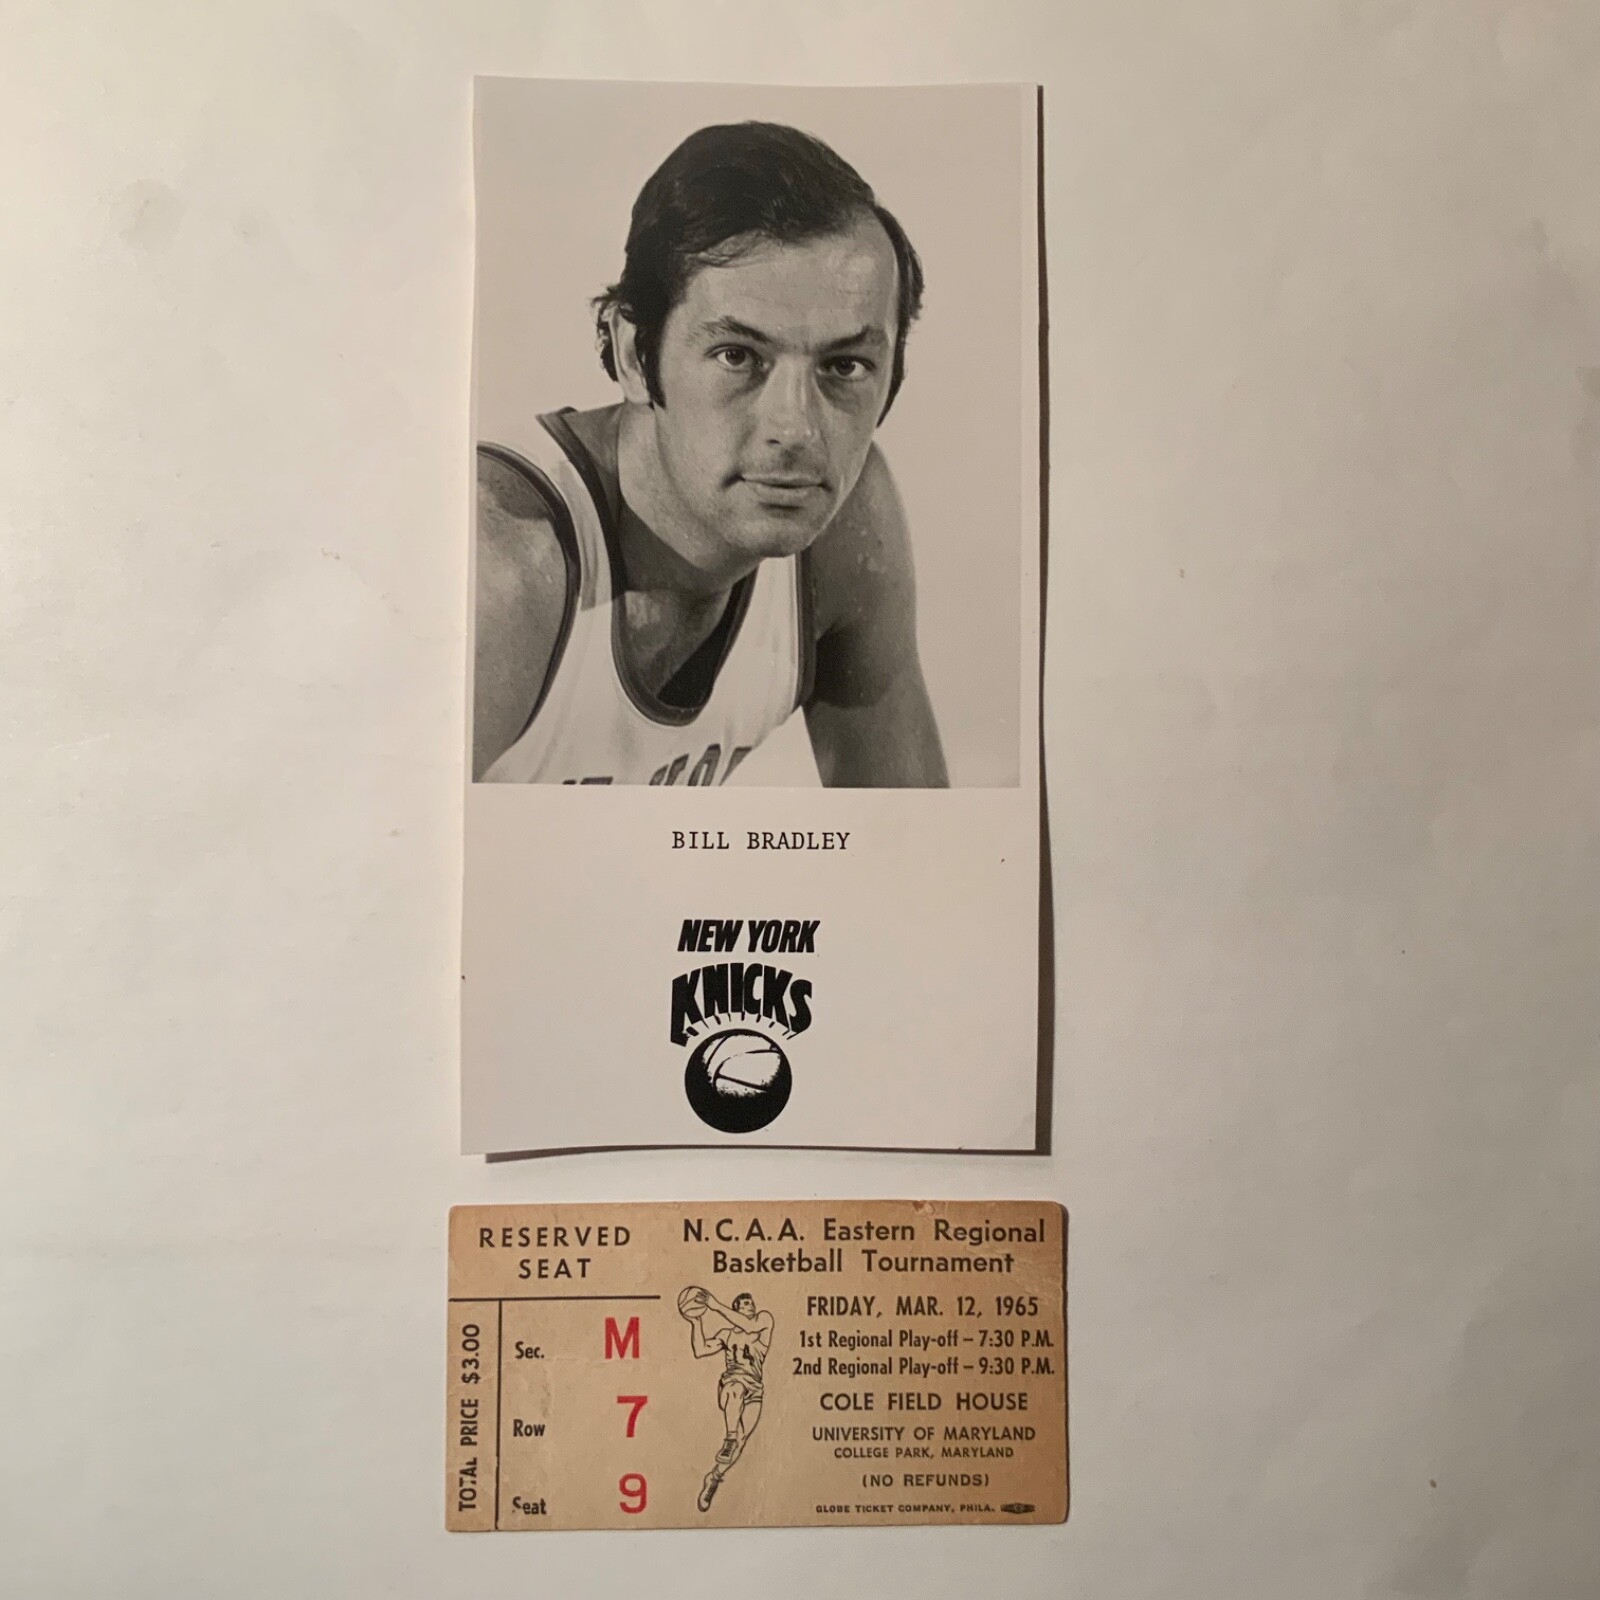 BILL BRADLEY
NEW YORK
KNICKS
RESERVED
SEAT
TOTAL PRICE $3.00
Sec. M
Row 7
Seat 9
N.C.A.A. Eastern Regional
Basketball Tournament
14
FRIDAY, MAR. 12, 1965
1st Regional Play-off – 7:30 P.M.
2nd Regional Play-off – 9:30 P.M.
COLE FIELD HOUSE
UNIVERSITY OF MARYLAND
COLLEGE PARK, MARYLAND
(NO REFUNDS)
GLOBE TICKET COMPANY, PHILA.